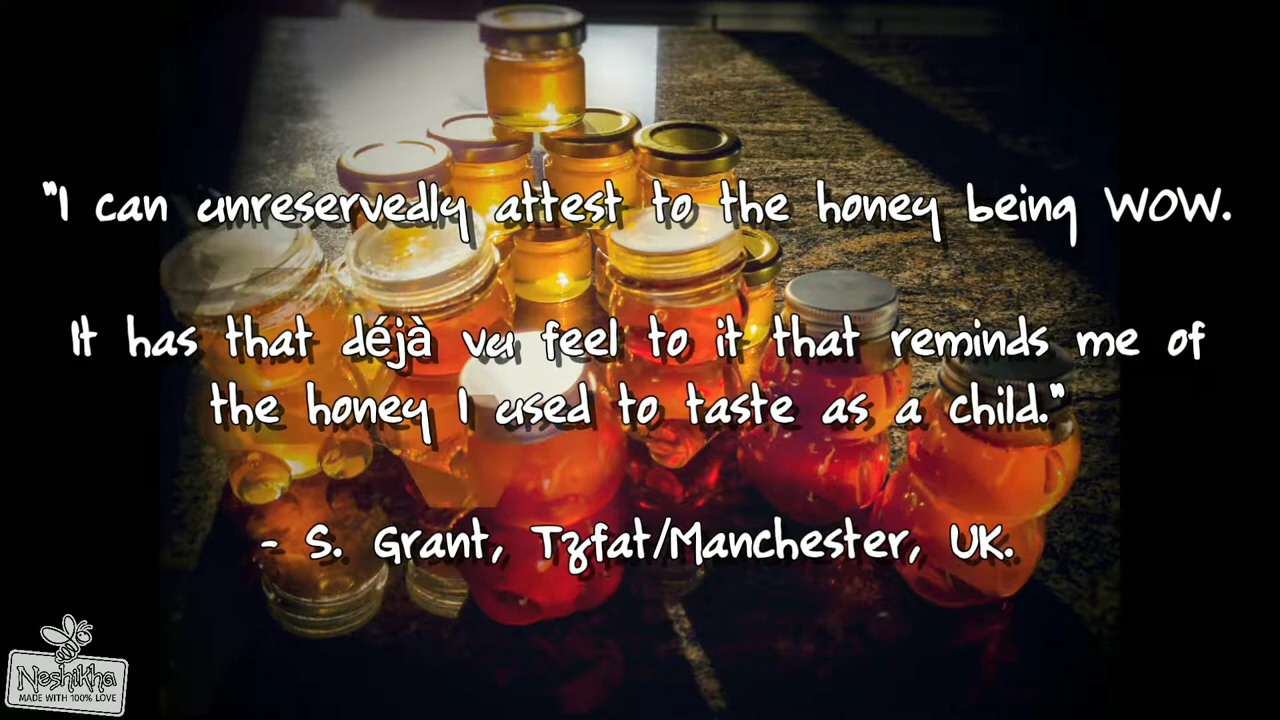 "I can unreservedly attest to the honey being WOW.
It has that déjà vu feel to it that reminds me of
the honey I used to taste as a child."
- S. Grant, Tzfat/Manchester, UK.
Neshikha
MADE WITH 100% LOVE